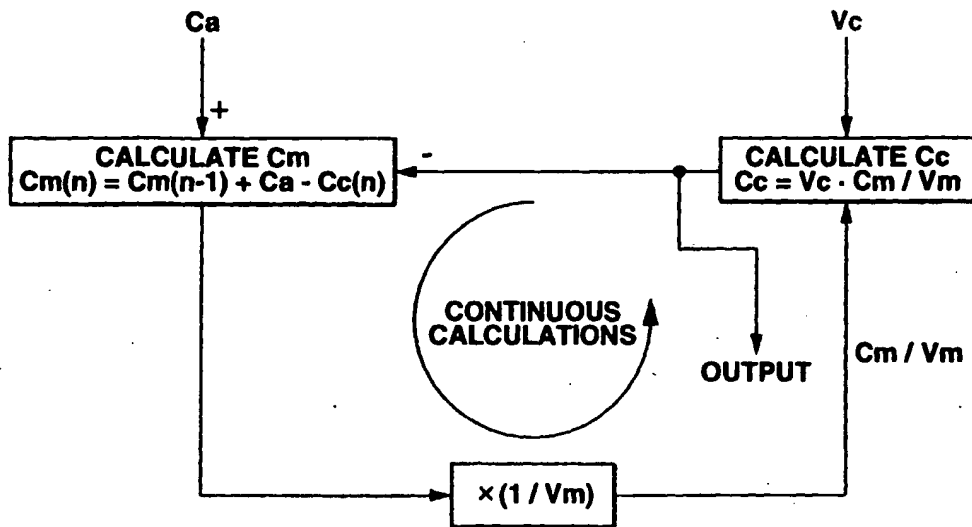 Ca
Vc
+
CALCULATE Cm
Cm(n) = Cm(n-1) + Ca - Cc(n)
-
CALCULATE Cc
Cc = Vc · Cm / Vm
CONTINUOUS
CALCULATIONS
OUTPUT
Cm / Vm
×(1 / Vm)